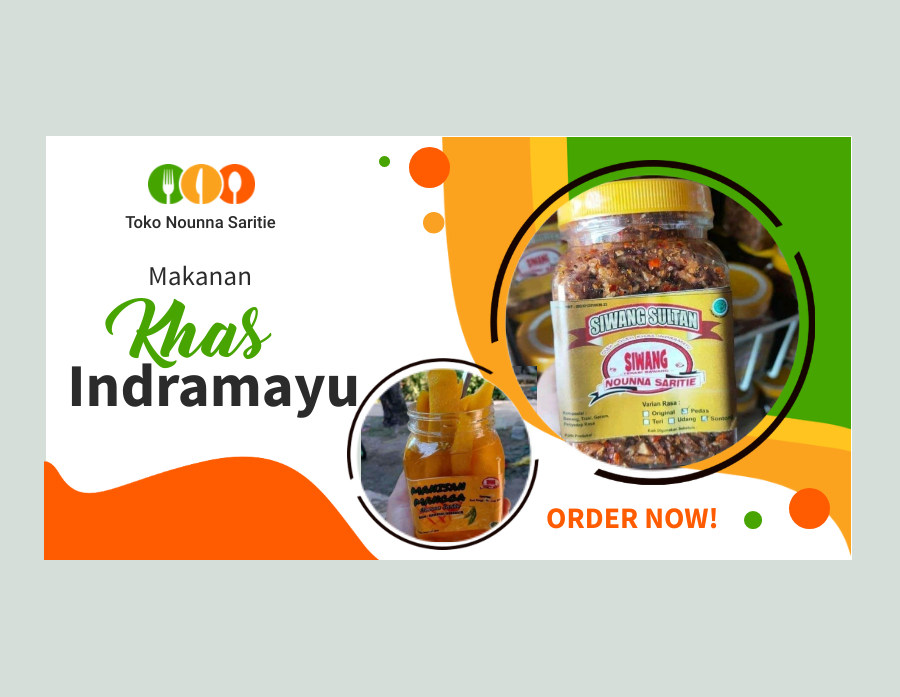 Toko Nounna Saritie
Makanan
Khas
Indramayu
SIWANG SULTAN
SIWANG
NOUNNA SARITIE
Varian Rasa :
Original
Pedas
Teri
Udang
MANISAN
MANGGA
ORDER NOW!